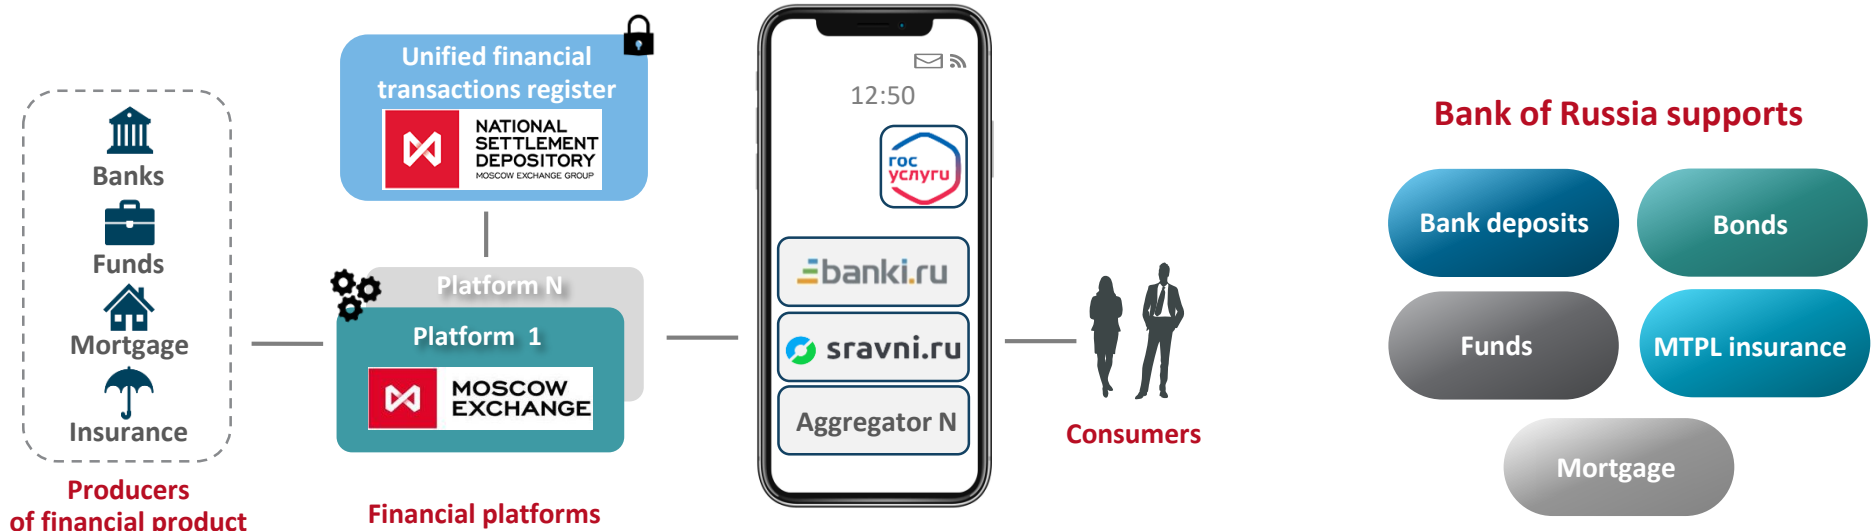 Banks
Funds
Mortgage
Insurance
Producers
of financial product
Unified financial
transactions register
NATIONAL
SETTLEMENT
DEPOSITORY
MOSCOW EXCHANGE GROUP
Platform N
Platform 1
MOSCOW
EXCHANGE
Financial platforms
12:50
гос
услуги
banki.ru
sravni.ru
Aggregator N
Consumers
Bank of Russia supports
Bank deposits
Bonds
Funds
MTPL insurance
Mortgage